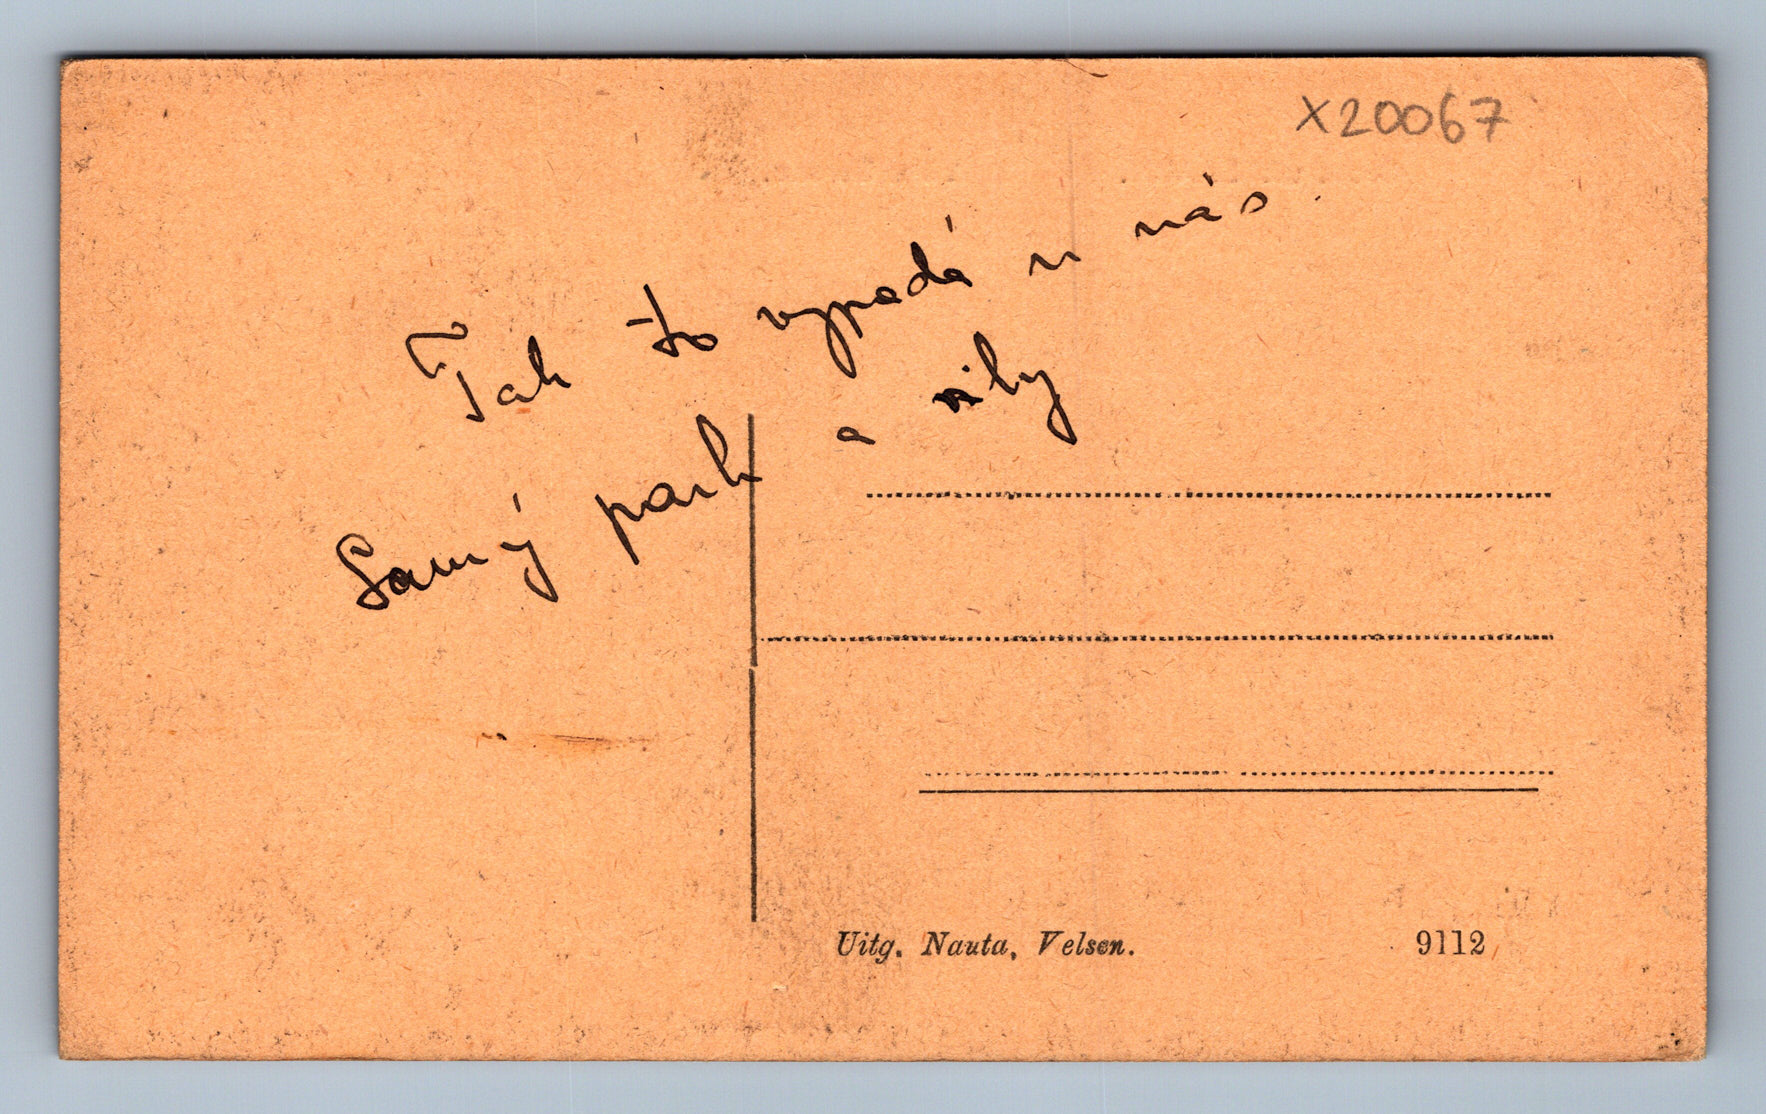 X20067
Tak to vypadá u nás.
Samý park a vily
Uitg. Nauta, Velsen.
9112